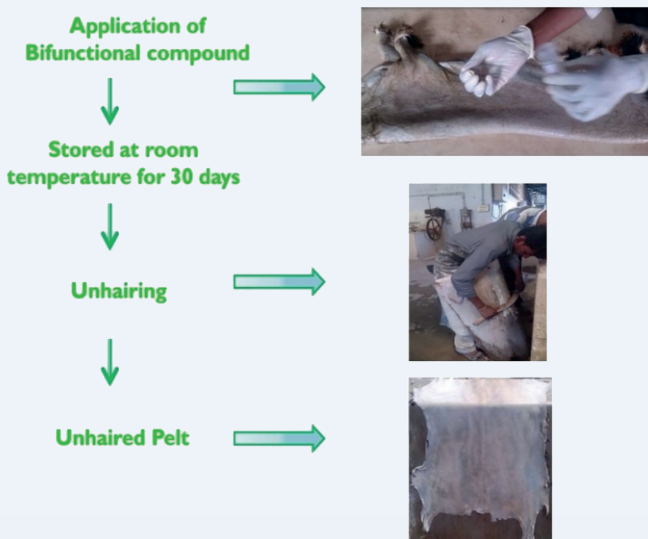 Application of
Bifunctional compound
Stored at room
temperature for 30 days
Unhairing
Unhaired Pelt